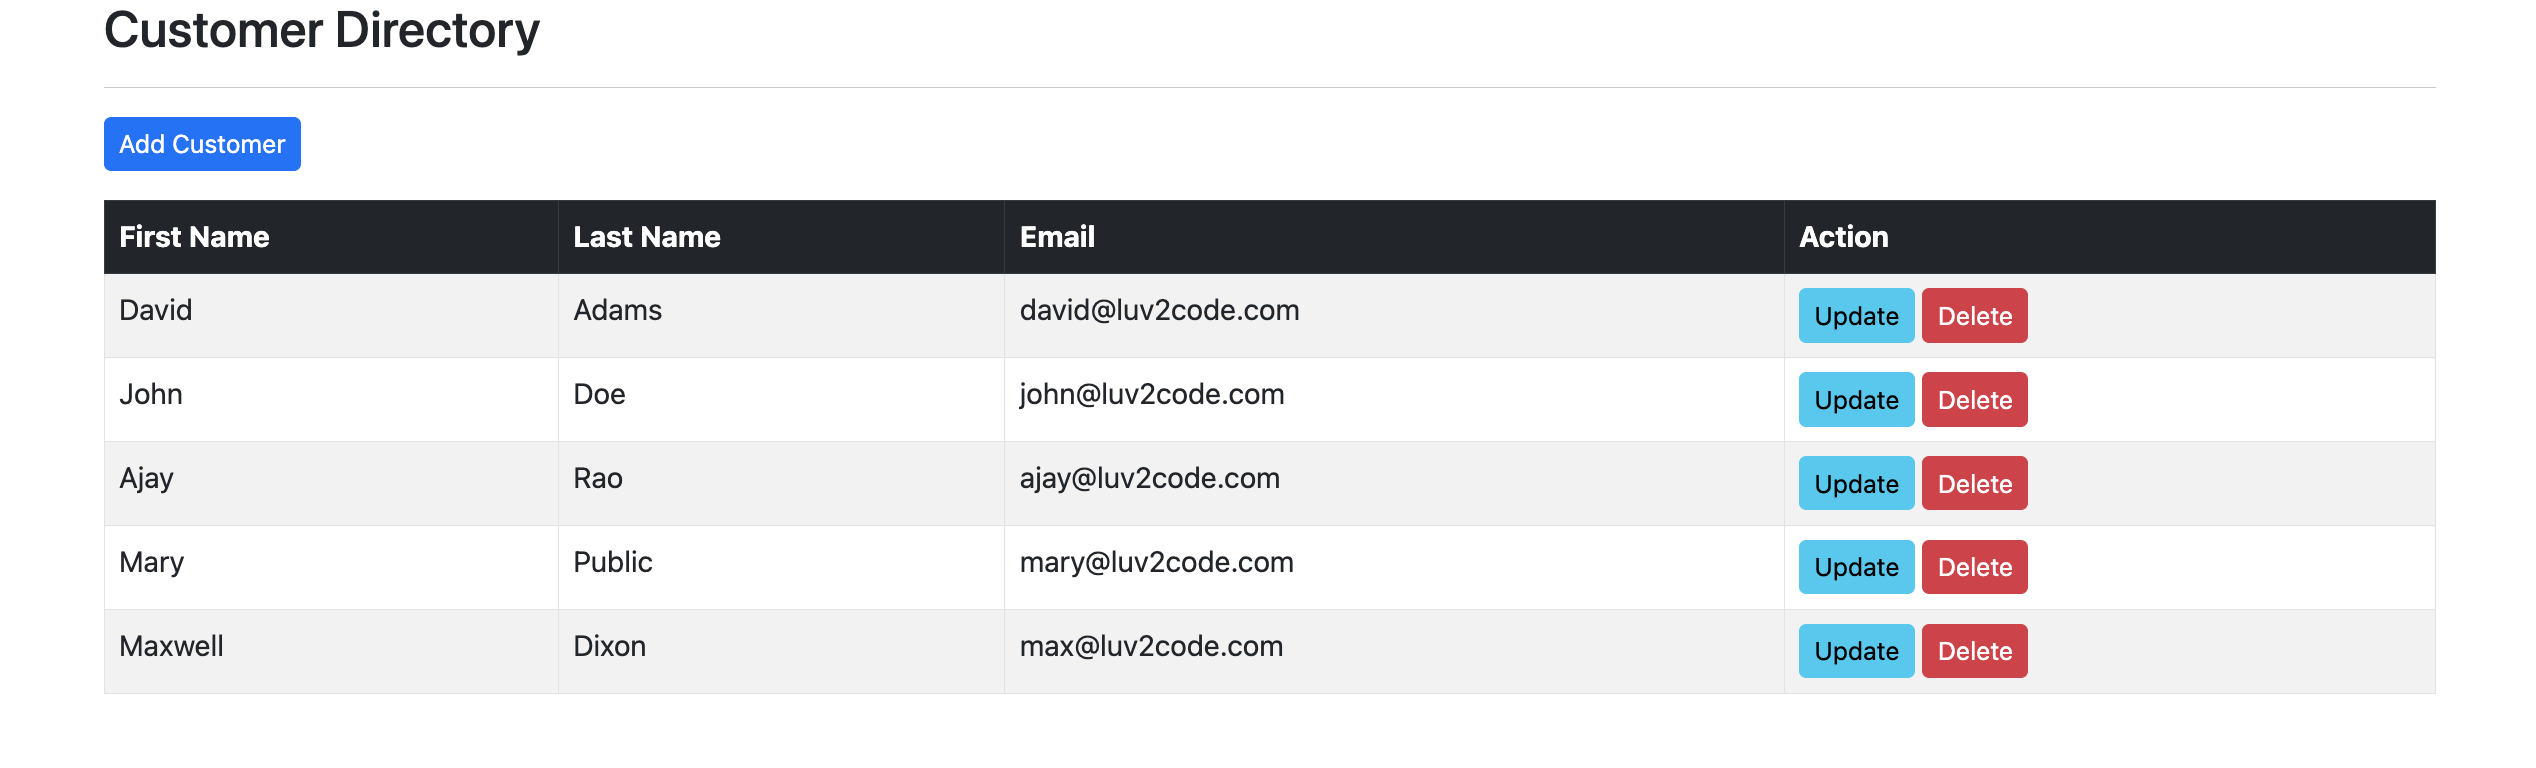 Customer Directory
Add Customer
First Name Last Name Email Action
David Adams david@luv2code.com Update Delete
John Doe john@luv2code.com Update Delete
Ajay Rao ajay@luv2code.com Update Delete
Mary Public mary@luv2code.com Update Delete
Maxwell Dixon max@luv2code.com Update Delete